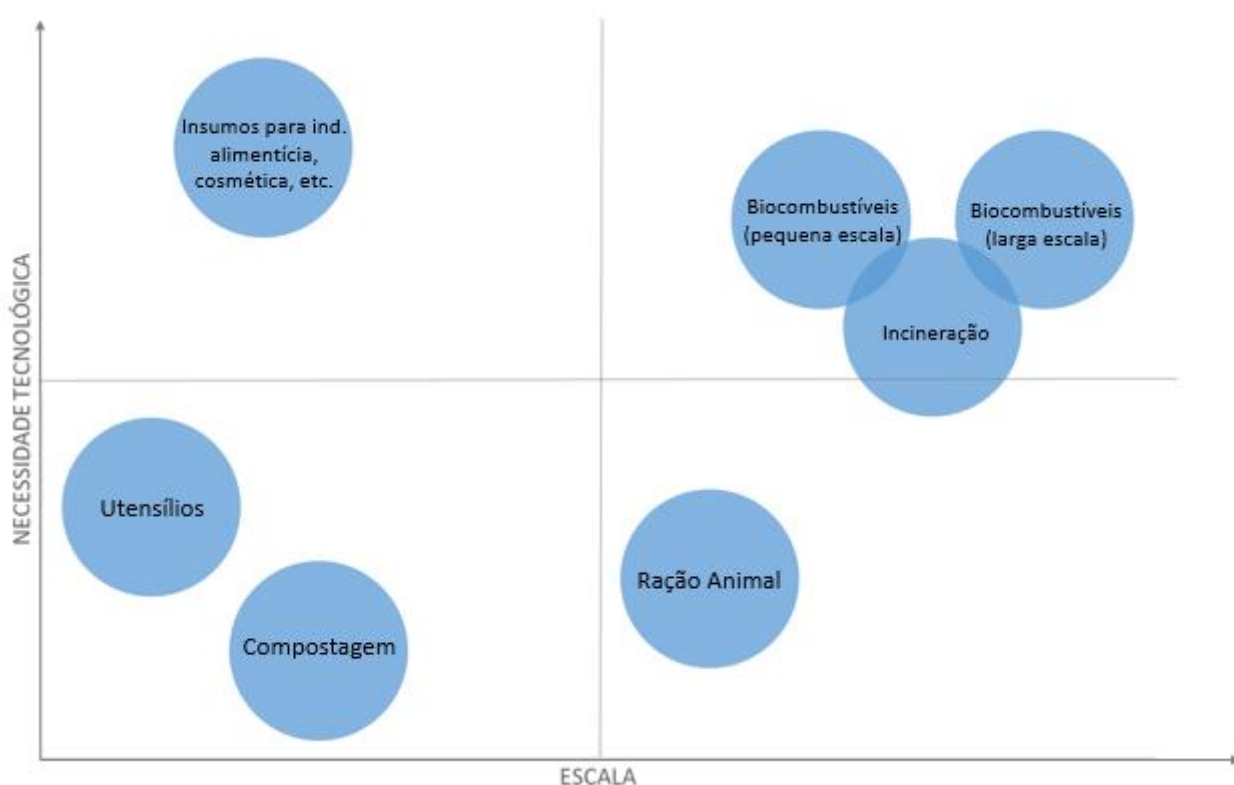 Insumos para ind.
alimentícia,
cosmética, etc.
Biocombustíveis
(pequena escala)
Biocombustíveis
(larga escala)
Incineração
NECESSIDADE TECNOLÓGICA
Utensílios
Ração Animal
Compostagem
ESCALA